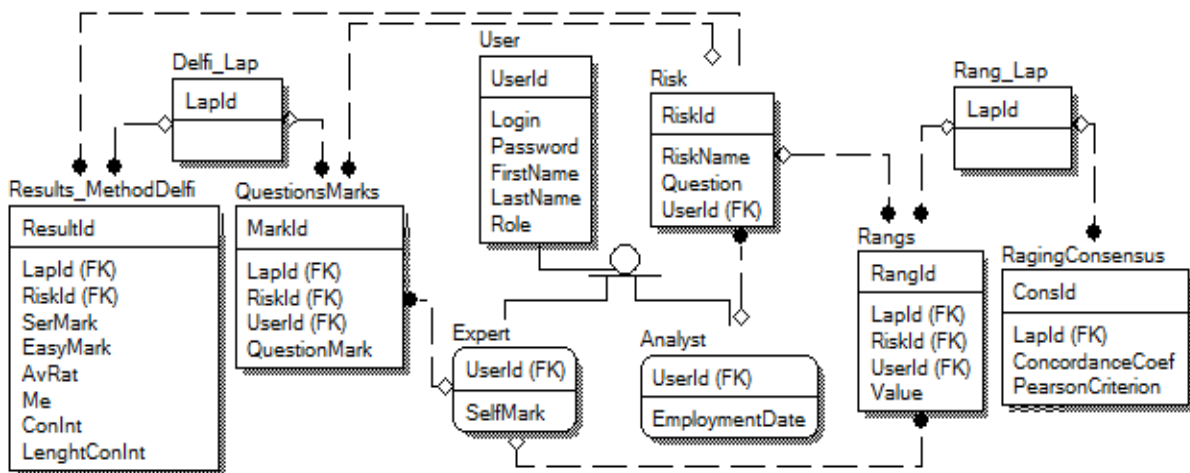 User
UserId
Login
Password
FirstName
LastName
Role
Delfi_Lap
LapId
Risk
RiskId
RiskName
Question
UserId (FK)
Rang_Lap
LapId
Results_MethodDelfi
ResultId
LapId (FK)
RiskId (FK)
SerMark
EasyMark
AvRat
Me
ConInt
LenghtConInt
QuestionsMarks
MarkId
LapId (FK)
RiskId (FK)
UserId (FK)
QuestionMark
Expert
UserId (FK)
SelfMark
Analyst
UserId (FK)
EmploymentDate
Rangs
RangId
LapId (FK)
RiskId (FK)
UserId (FK)
Value
RagingConsensus
ConsId
LapId (FK)
ConcordanceCoef
PearsonCriterion